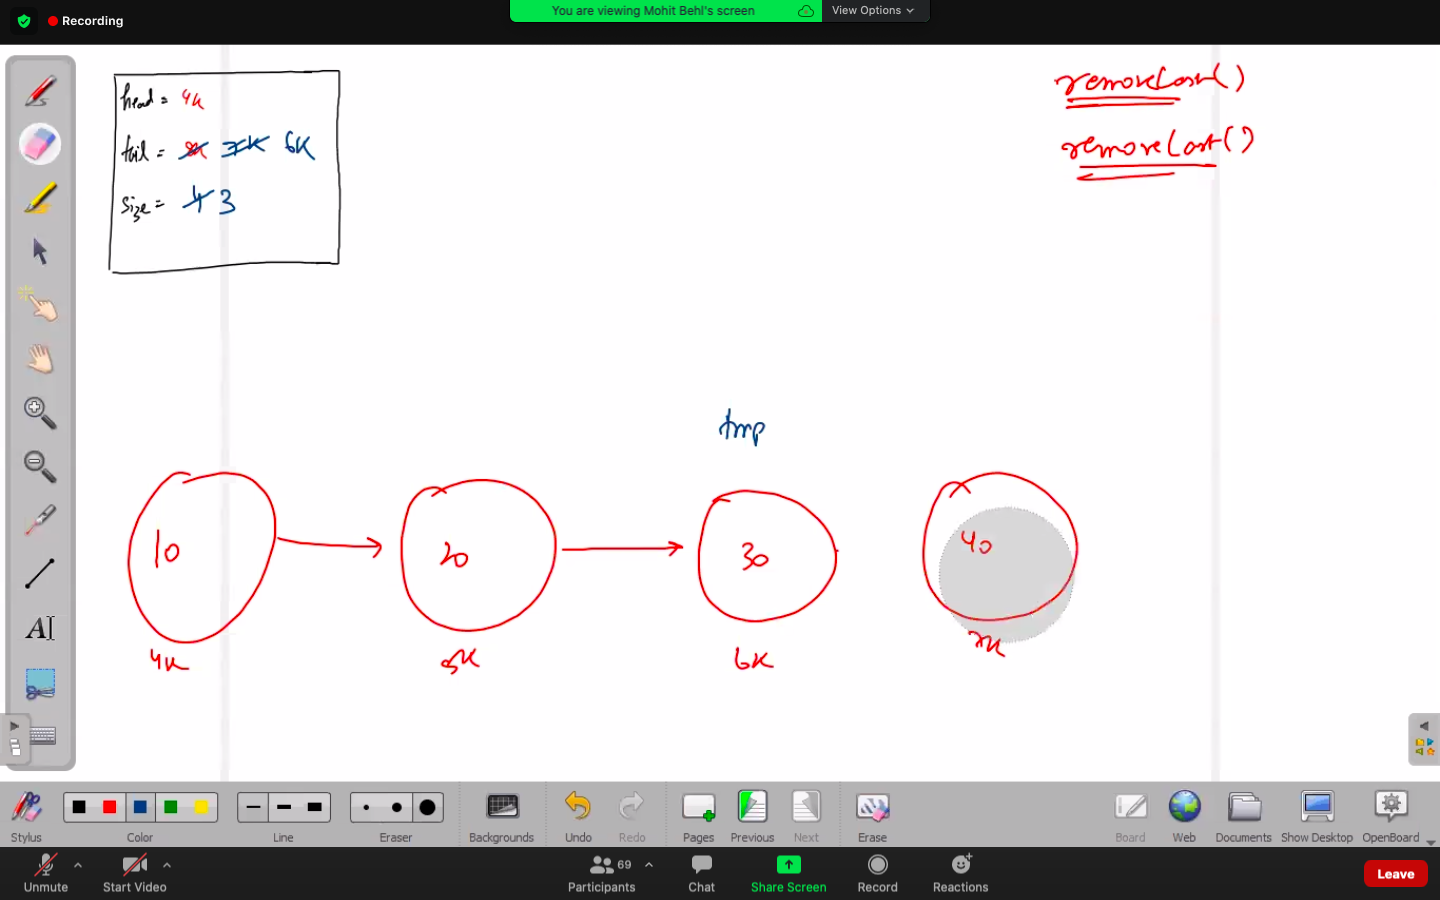 Recording
You are viewing Mohit Behl's screen
View Options
head = 4k
tail = 8k 7k 6k
size = 4 3
removeLast()
removeLast()
tmp
10
20
30
40
4k
5k
6k
7k
A
Stylus
Color
Line
Eraser
Backgrounds
Undo
Redo
Pages
Previous
Next
Erase
Board
Web
Documents
Show Desktop
OpenBoard
Unmute
Start Video
69
Participants
Chat
Share Screen
Record
Reactions
Leave